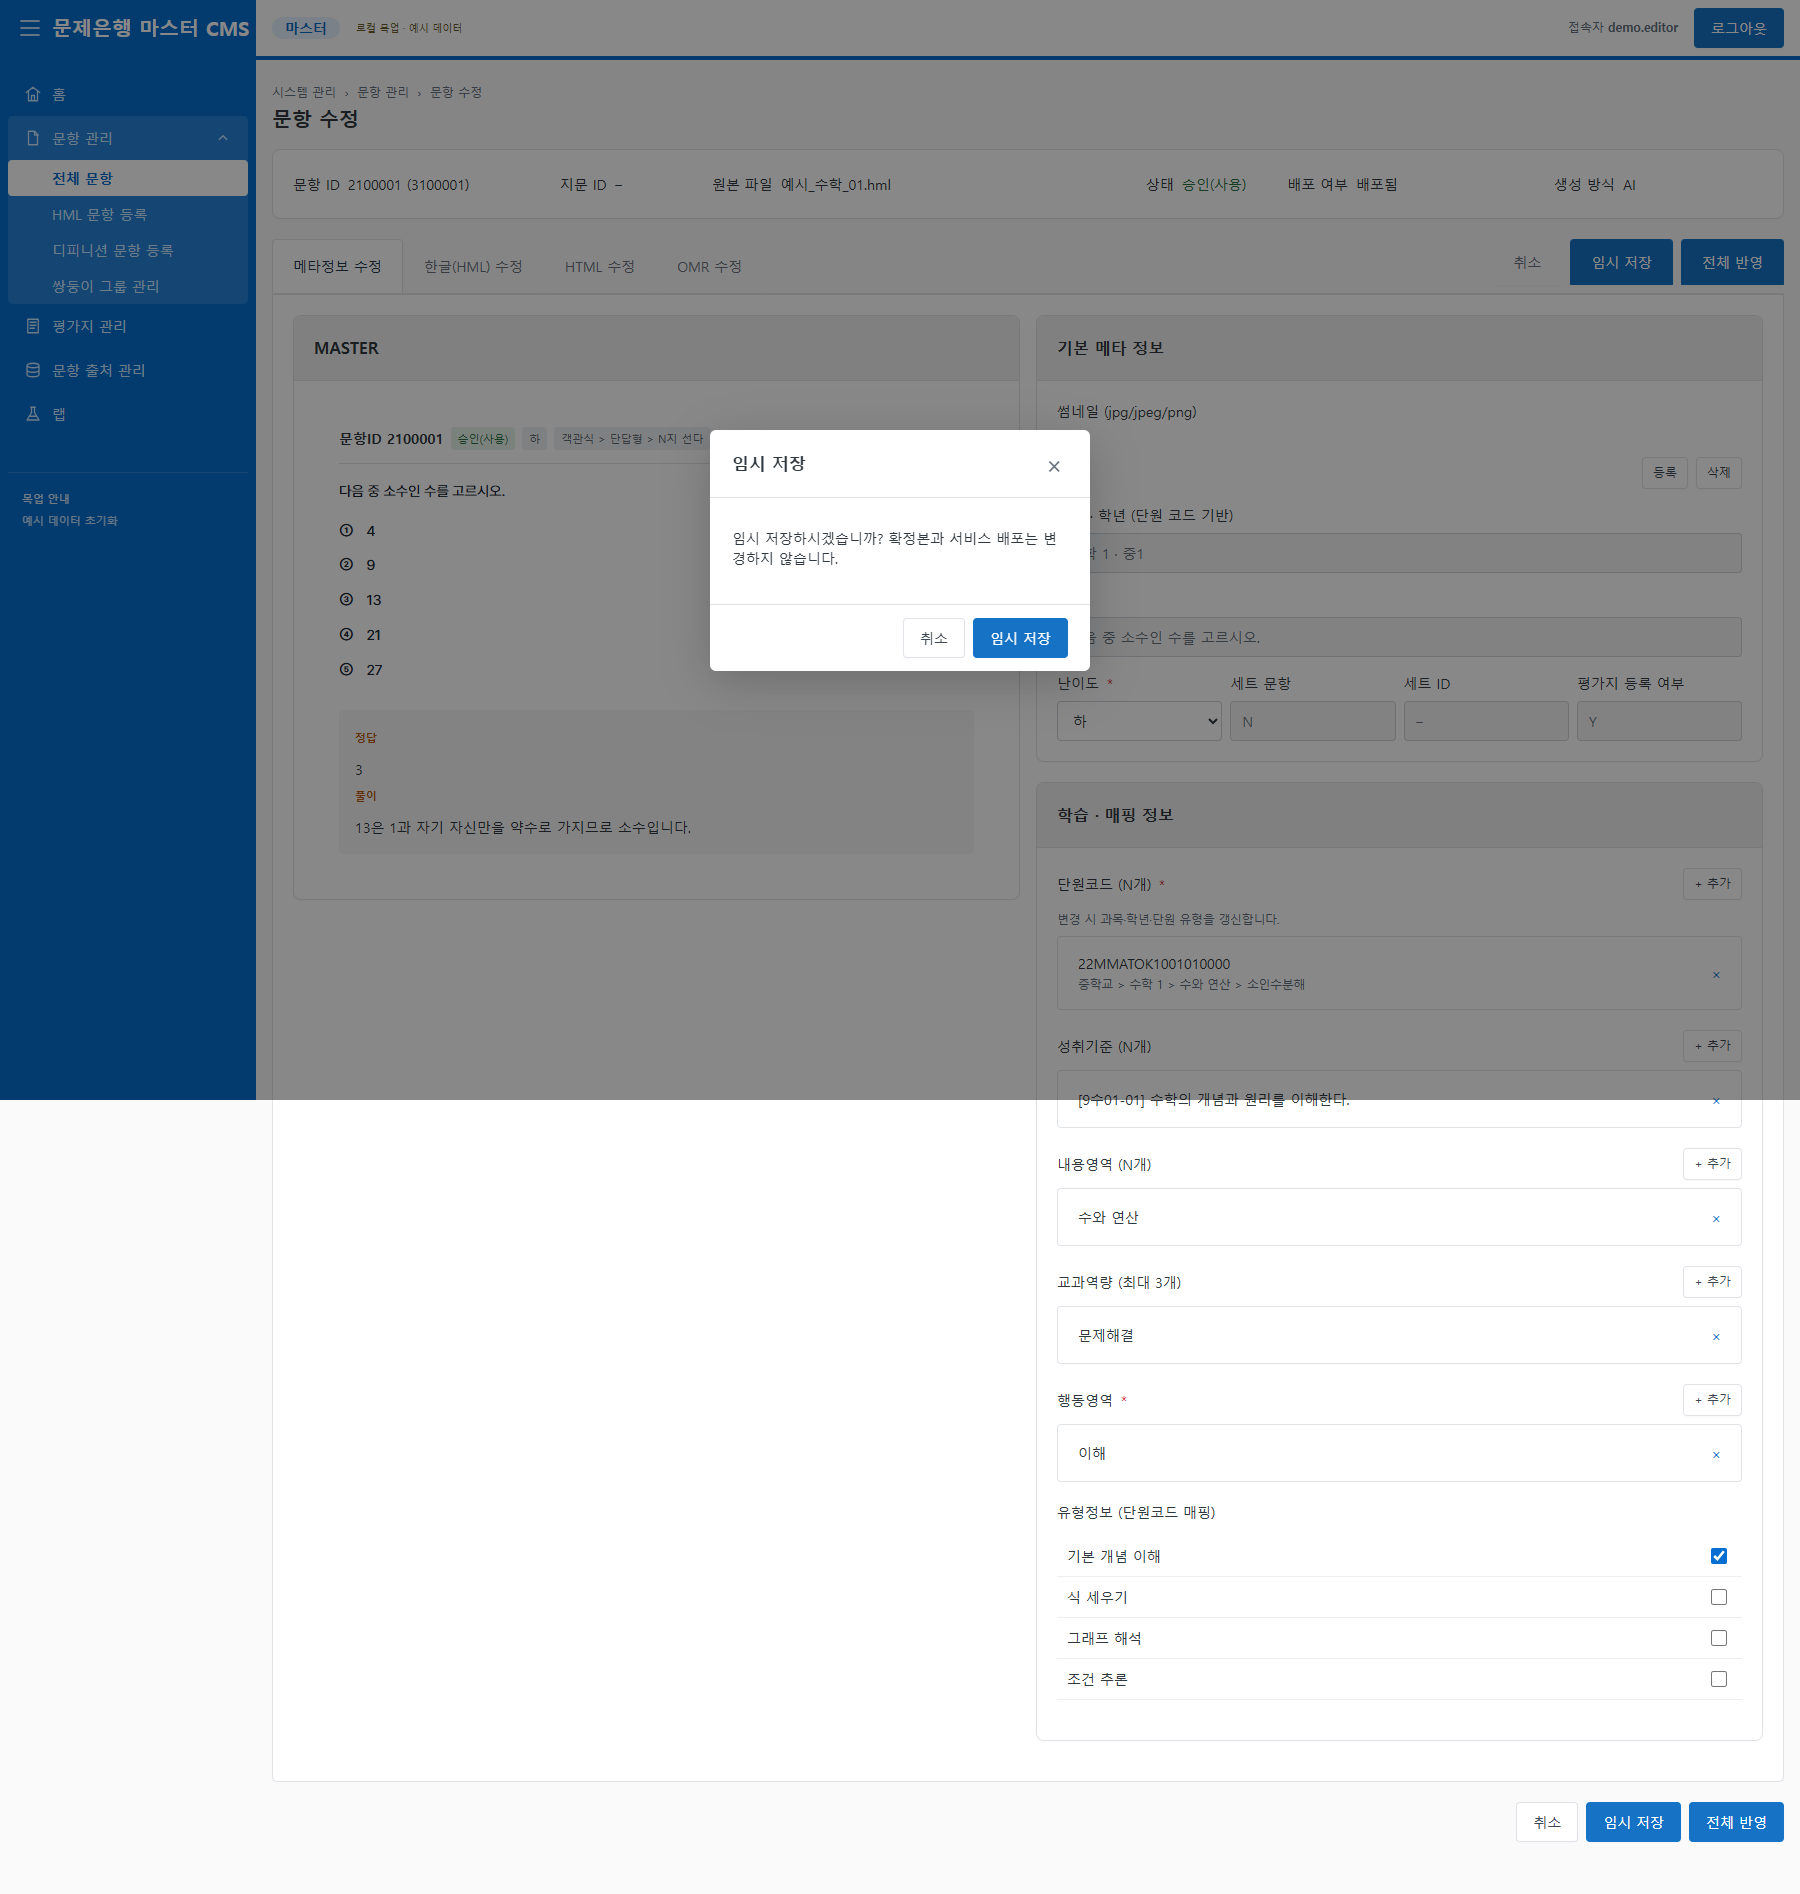 문제은행 마스터 CMS
마스터
로컬 목업 · 예시 데이터
접속자 demo.editor
로그아웃
홈
문항 관리
전체 문항
HML 문항 등록
디피니션 문항 등록
쌍둥이 그룹 관리
평가지 관리
문항 출처 관리
랩
목업 안내
예시 데이터 초기화
시스템 관리 › 문항 관리 › 문항 수정
문항 수정
문항 ID 2100001 (3100001)
지문 ID –
원본 파일 예시_수학_01.hml
상태 승인(사용)
배포 여부 배포됨
생성 방식 AI
메타정보 수정
한글(HML) 수정
HTML 수정
OMR 수정
취소
임시 저장
전체 반영
MASTER
문항ID 2100001 승인(사용) 하 객관식 > 단답형 > N지 선다
다음 중 소수인 수를 고르시오.
① 4
② 9
③ 13
④ 21
⑤ 27
정답
3
풀이
13은 1과 자기 자신만을 약수로 가지므로 소수입니다.
임시 저장
×
임시 저장하시겠습니까? 확정본과 서비스 배포는 변
경하지 않습니다.
취소
임시 저장
기본 메타 정보
썸네일 (jpg/jpeg/png)
등록
삭제
· 학년 (단원 코드 기반)
1 · 중1
중 소수인 수를 고르시오.
난이도 *
세트 문항
세트 ID
평가지 등록 여부
하
N
–
Y
학습 · 매핑 정보
단원코드 (N개) *
+ 추가
변경 시 과목·학년·단원 유형을 갱신합니다.
22MMATOK1001010000
중학교 > 수학 1 > 수와 연산 > 소인수분해
×
성취기준 (N개)
+ 추가
[9수01-01] 수학의 개념과 원리를 이해한다.
×
내용영역 (N개)
+ 추가
수와 연산
×
교과역량 (최대 3개)
+ 추가
문제해결
×
행동영역 *
+ 추가
이해
×
유형정보 (단원코드 매핑)
기본 개념 이해
식 세우기
그래프 해석
조건 추론
취소
임시 저장
전체 반영